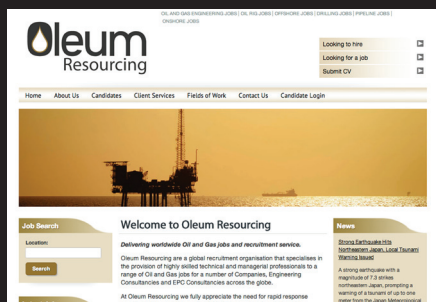 OIL AND GAS ENGINEERING JOBS | OIL RIG JOBS | OFFSHORE JOBS | DRILLING JOBS | PIPELINE JOBS |
ONSHORE JOBS
Oleum
Resourcing
Looking to hire
Looking for a job
Submit CV
Home About Us Candidates Client Services Fields of Work Contact Us Candidate Login
Job Search
Location:
Search
Welcome to Oleum Resourcing
Delivering worldwide Oil and Gas jobs and recruitment service.
Oleum Resourcing are a global recruitment organisation that specialises in
the provision of highly skilled technical and managerial professionals to a
range of Oil and Gas jobs for a number of Companies, Engineering
Consultancies and EPC Consultancies across the globe.
At Oleum Resourcing we fully appreciate the need for rapid response
News
Strong Earthquake Hits
Northeastern Japan, Local Tsunami
Warning Issued
A strong earthquake with a
magnitude of 7.3 strikes
northeastern Japan, prompting a
warning of a tsunami of up to one
meter from the Japan Meteorological